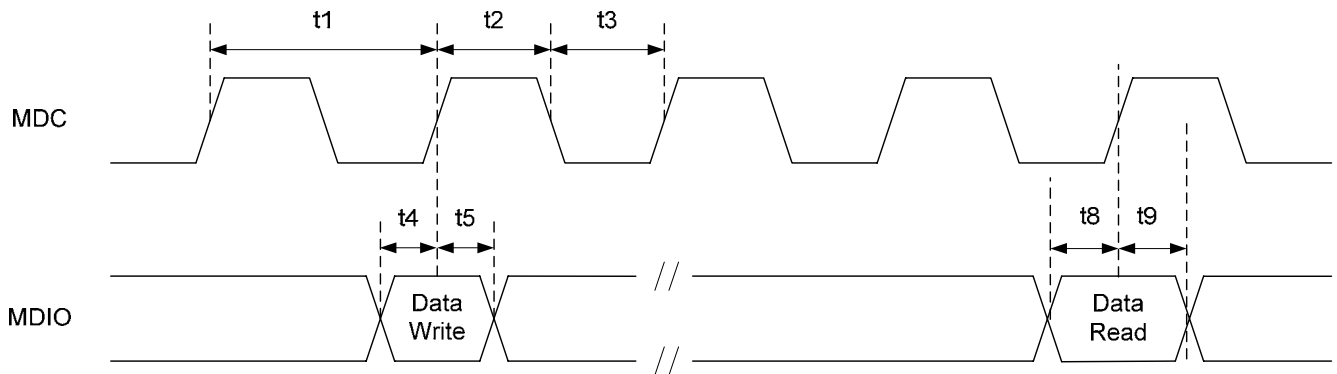 t1 t2 t3
MDC
t4 t5 t8 t9
MDIO
Data
Write
//
//
Data
Read